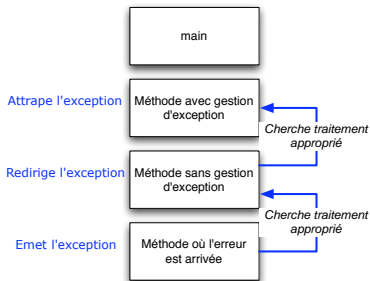 main
Attrape l'exception
Méthode avec gestion
d'exception
Cherche traitement
approprié
Redirige l'exception
Méthode sans gestion
d'exception
Cherche traitement
approprié
Emet l'exception
Méthode où l'erreur
est arrivée